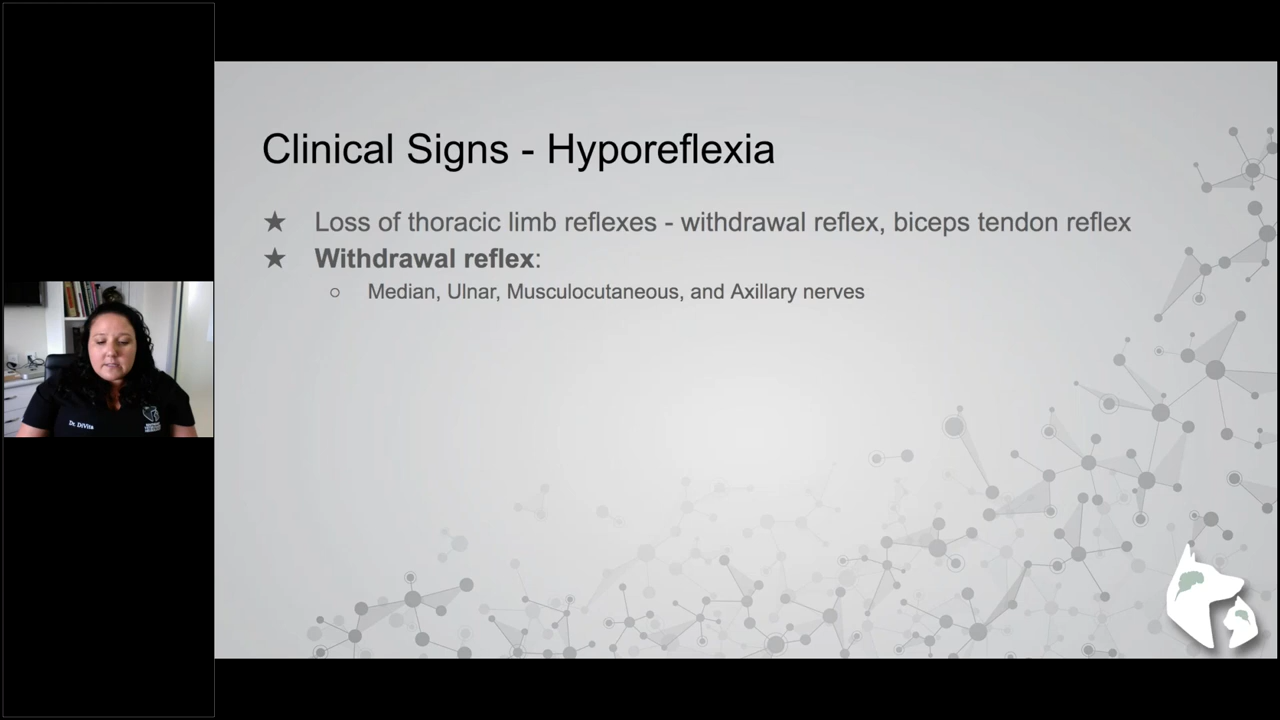 Clinical Signs - Hyporeflexia
★ Loss of thoracic limb reflexes - withdrawal reflex, biceps tendon reflex
★ Withdrawal reflex:
○ Median, Ulnar, Musculocutaneous, and Axillary nerves
Dr. DiVita